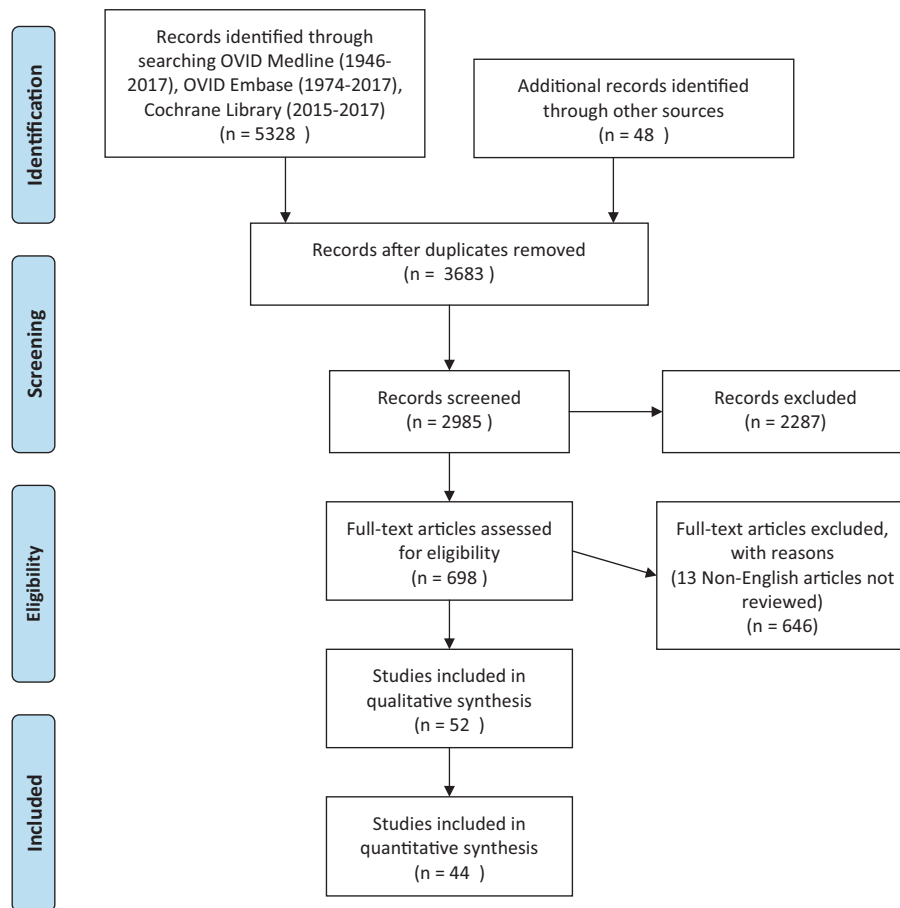 Identification
Records identified through
searching OVID Medline (1946-
2017), OVID Embase (1974-2017),
Cochrane Library (2015-2017)
(n = 5328 )
Additional records identified
through other sources
(n = 48 )
Screening
Records after duplicates removed
(n = 3683 )
Records screened
(n = 2985 )
Records excluded
(n = 2287)
Eligibility
Full-text articles assessed
for eligibility
(n = 698 )
Full-text articles excluded,
with reasons
(13 Non-English articles not
reviewed)
(n = 646)
Studies included in
qualitative synthesis
(n = 52 )
Included
Studies included in
quantitative synthesis
(n = 44 )